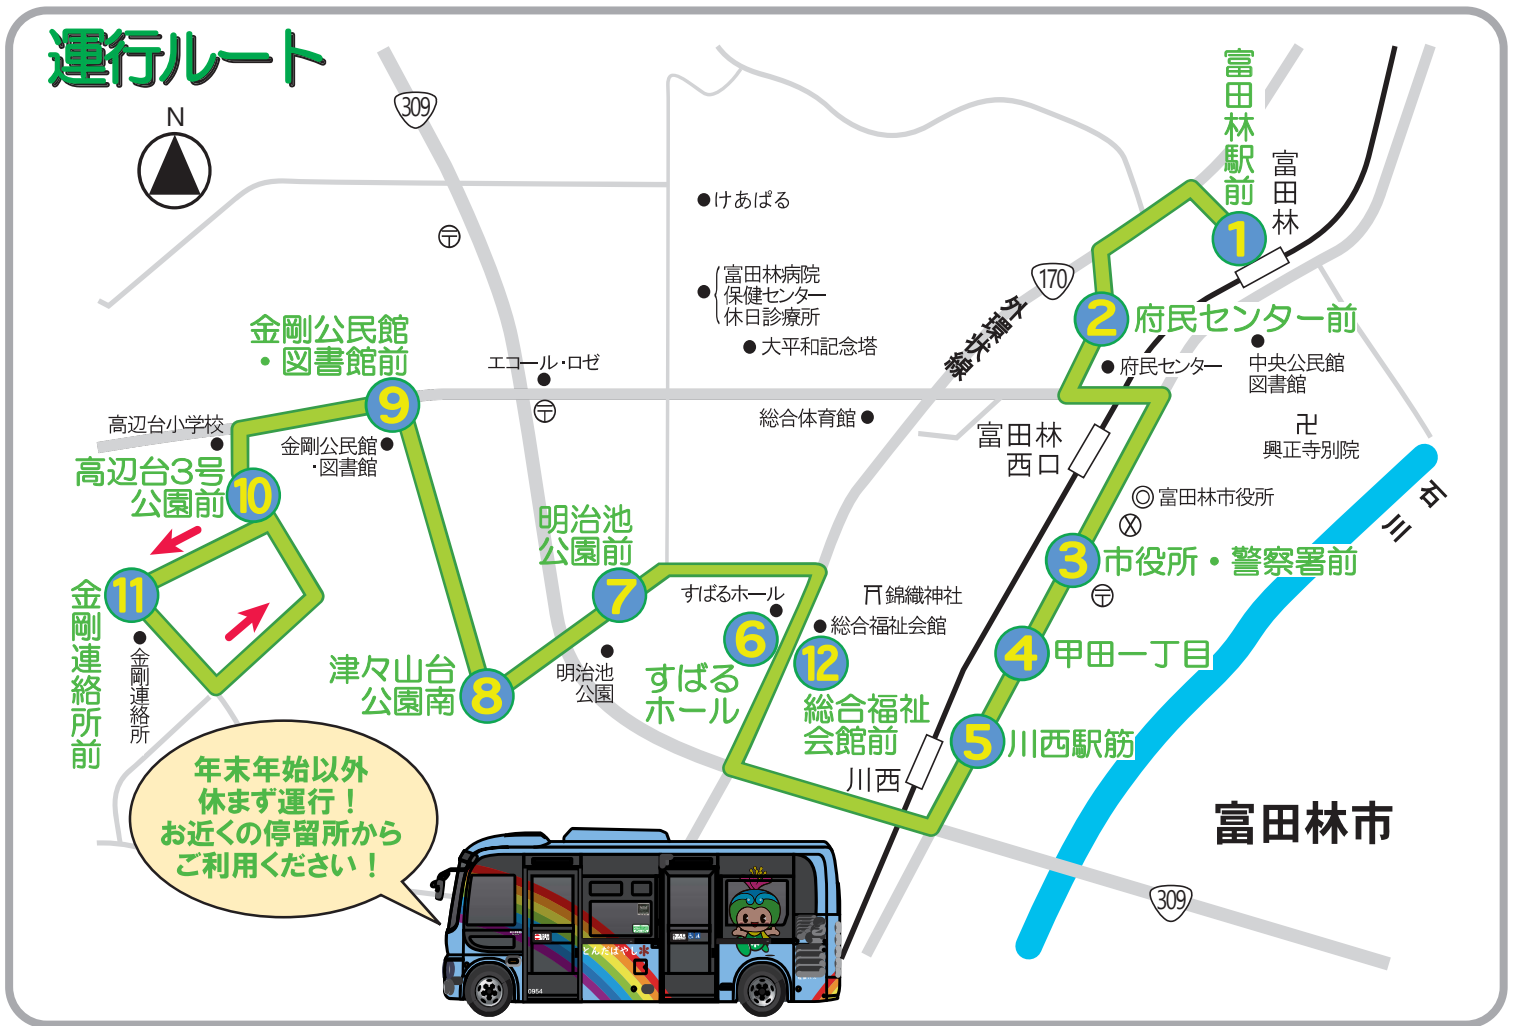 運行ルート
N
309
170
外環状線
309
富田林駅前
富田林
1
2
府民センター前
府民センター
中央公民館
図書館
卍
興正寺別院
けあぱる
富田林病院
保健センター
休日診療所
大平和記念塔
総合体育館
エコール・ロゼ
〒
〒
金剛公民館
・図書館前
9
金剛公民館
・図書館
高辺台小学校
高辺台3号
公園前
10
11
金剛連絡所前
金剛連絡所
津々山台
公園南
8
明治池
公園前
7
明治池
公園
すばるホール
6
すばる
ホール
錦織神社
総合福祉会館
12
総合福祉
会館前
富田林
西口
富田林市役所
3
市役所・警察署前
〒
4
甲田一丁目
5
川西駅筋
川西
石川
富田林市
年末年始以外
休まず運行！
お近くの停留所から
ご利用ください！
とんだばやし
0954